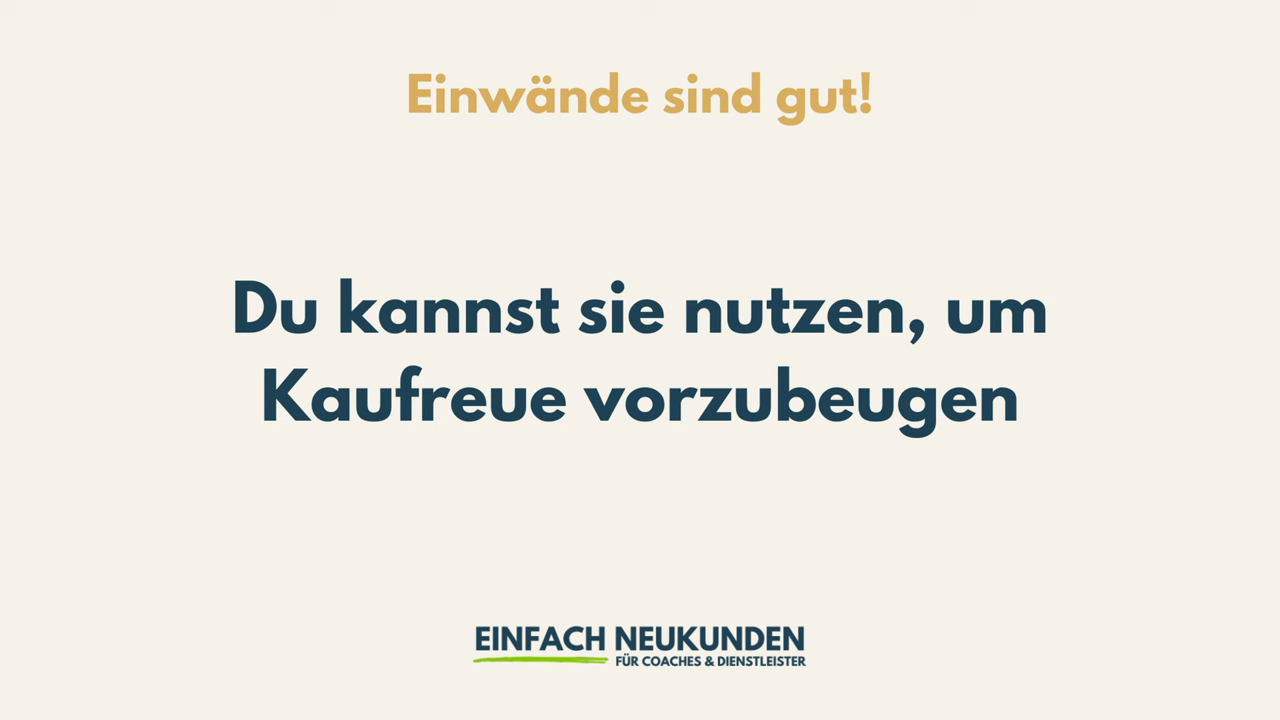 Einwände sind gut!
Du kannst sie nutzen, um
Kaufreue vorzubeugen
EINFACH NEUKUNDEN
FÜR COACHES & DIENSTLEISTER